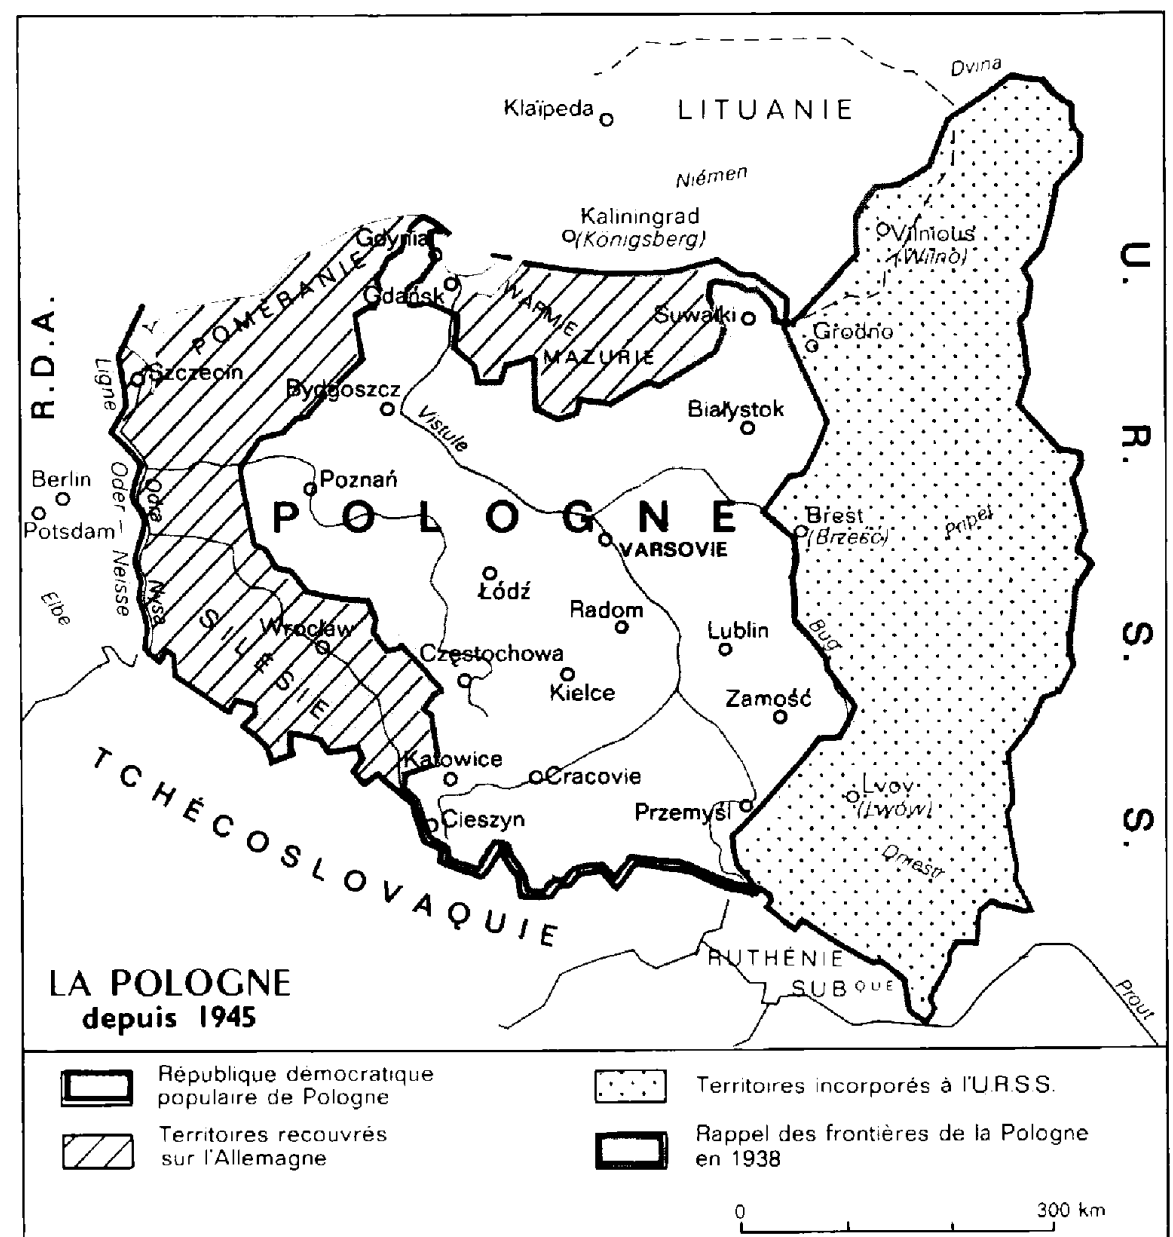 Dvina
Klaïpeda
LITUANIE
Niémen
Kaliningrad
(Königsberg)
Vilnious
(Wilno)
U.R.S.S.
Gdynia
Gdańsk
POMÉRANIE
WARMIE
MAZURIE
Suwałki
Grodno
R.D.A.
Ligne
Oder-Neisse
Szczecin
Bydgoszcz
Vistule
Białystok
Berlin
Potsdam
Odra
Nysa
Elbe
Poznań
POLOGNE
VARSOVIE
Brest
(Brześć)
Pripet
Łódź
Radom
Lublin
Bug
SILÉSIE
Wrocław
Częstochowa
Kielce
Zamość
Katowice
Cracovie
Cieszyn
Przemyśl
Lvov
(Lwów)
Dniestr
TCHÉCOSLOVAQUIE
RUTHÉNIE
SUBQUE
Prout
LA POLOGNE
depuis 1945
République démocratique
populaire de Pologne
Territoires recouvrés
sur l'Allemagne
Territoires incorporés à l'U.R.S.S.
Rappel des frontières de la Pologne
en 1938
0 300 km